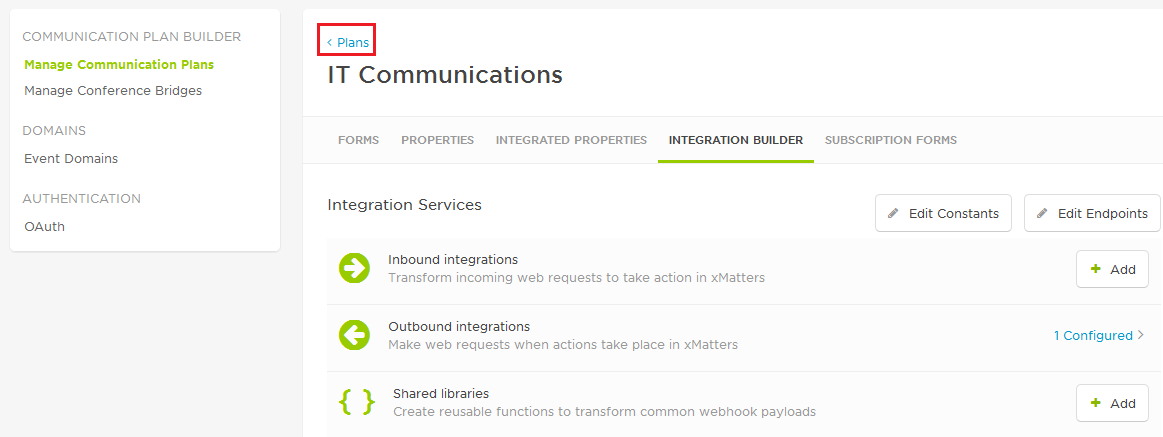 COMMUNICATION PLAN BUILDER
Manage Communication Plans
Manage Conference Bridges
DOMAINS
Event Domains
AUTHENTICATION
OAuth
< Plans
IT Communications
FORMS PROPERTIES INTEGRATED PROPERTIES INTEGRATION BUILDER SUBSCRIPTION FORMS
Integration Services
Edit Constants
Edit Endpoints
Inbound integrations
Transform incoming web requests to take action in xMatters
+ Add
Outbound integrations
Make web requests when actions take place in xMatters
1 Configured >
{ } Shared libraries
Create reusable functions to transform common webhook payloads
+ Add